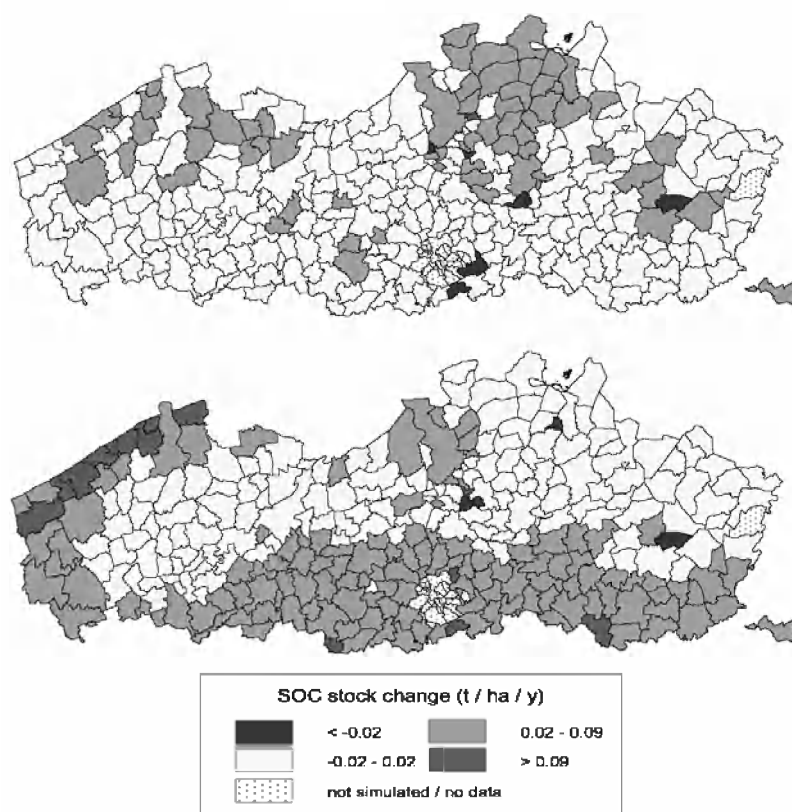 SOC stock change (t / ha / y)
< -0.02 0.02 - 0.09
-0.02 - 0.02 > 0.09
not simulated / no data